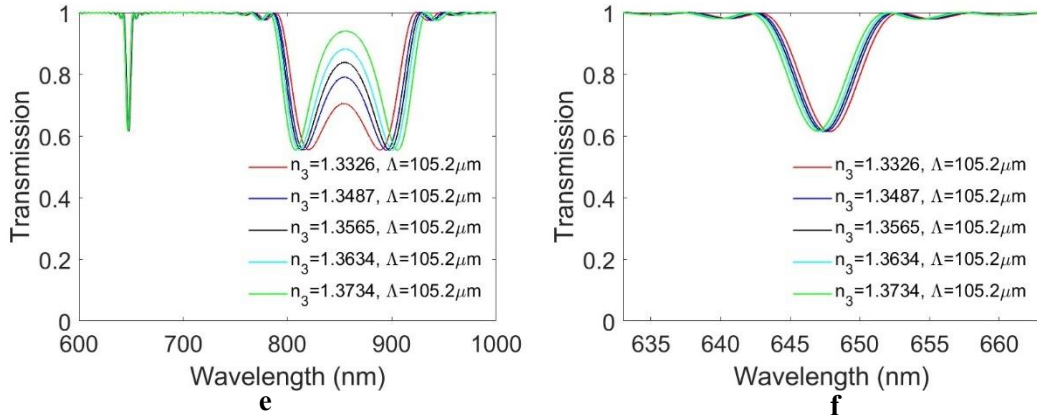 Transmission
1
0.8
0.6
0.4
0.2
0
n3=1.3326, Λ=105.2μm
n3=1.3487, Λ=105.2μm
n3=1.3565, Λ=105.2μm
n3=1.3634, Λ=105.2μm
n3=1.3734, Λ=105.2μm
600 700 800 900 1000
Wavelength (nm)
e
Transmission
1
0.8
0.6
0.4
0.2
0
n3=1.3326, Λ=105.2μm
n3=1.3487, Λ=105.2μm
n3=1.3565, Λ=105.2μm
n3=1.3634, Λ=105.2μm
n3=1.3734, Λ=105.2μm
635 640 645 650 655 660
Wavelength (nm)
f